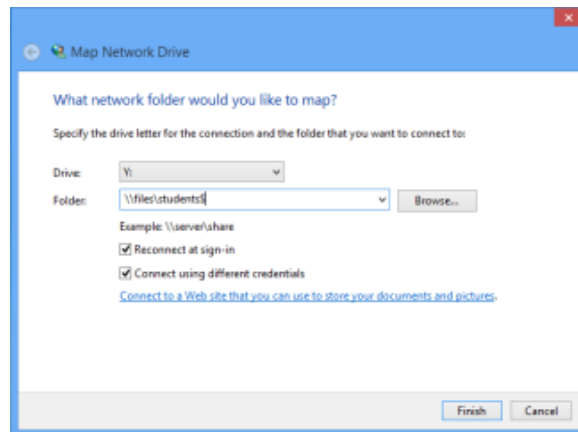 Map Network Drive
What network folder would you like to map?
Specify the drive letter for the connection and the folder that you want to connect to:
Drive: Y:
Folder: \\files\students$ Browse...
Example: \\server\share
Reconnect at sign-in
Connect using different credentials
Connect to a Web site that you can use to store your documents and pictures.
Finish Cancel